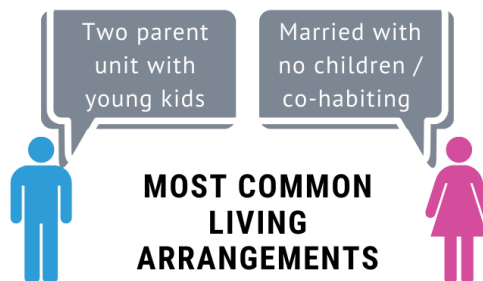 Two parent
unit with
young kids
Married with
no children /
co-habiting
MOST COMMON
LIVING
ARRANGEMENTS